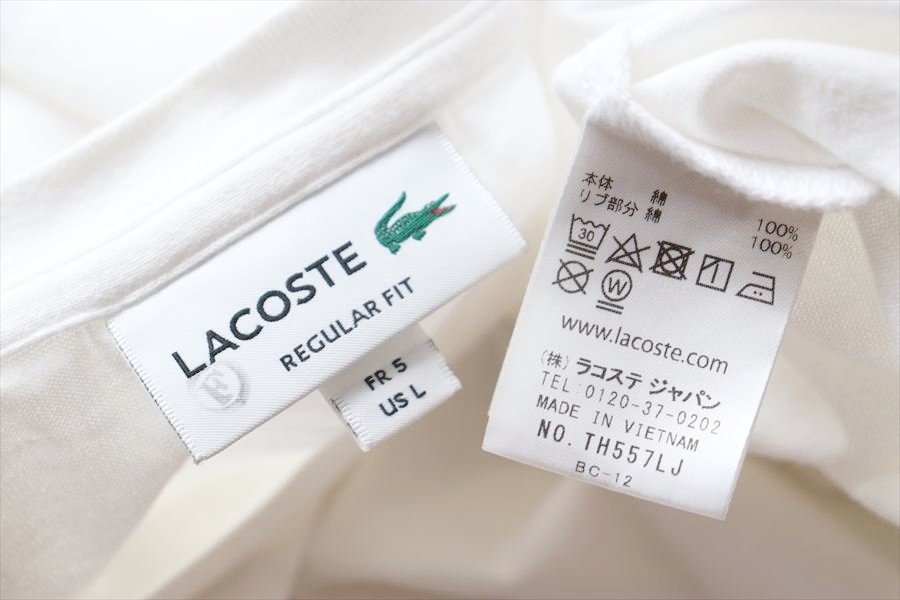 LACOSTE
REGULAR FIT
FR 5
US L
本体 綿 100%
リブ部分 綿 100%
30
W
www.lacoste.com
(株) ラコステ ジャパン
TEL:0120-37-0202
MADE IN VIETNAM
NO. TH557LJ
BC-12